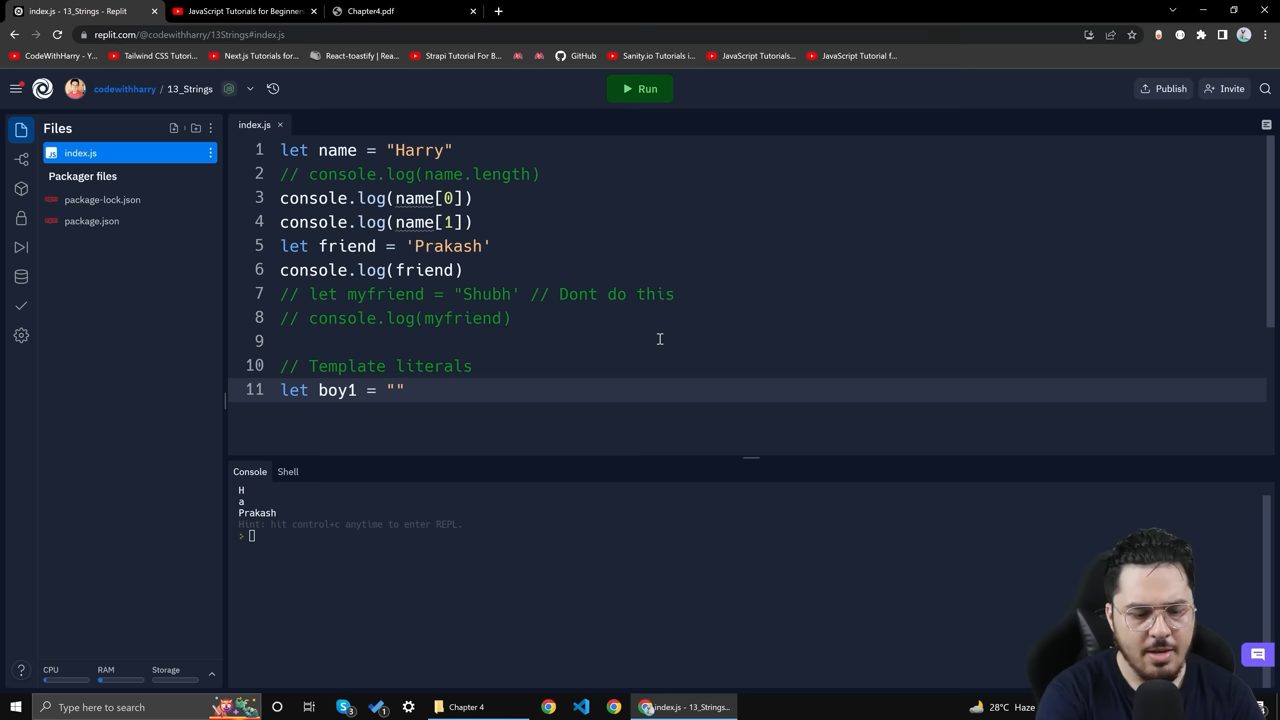 index.js - 13_Strings - Replit
JavaScript Tutorials for Beginners
Chapter4.pdf
replit.com/@codewithharry/13Strings#index.js
CodeWithHarry - Y...
Tailwind CSS Tutori...
Next.js Tutorials for...
React-toastify | Rea...
Strapi Tutorial For B...
GitHub
Sanity.io Tutorials i...
JavaScript Tutorials...
JavaScript Tutorial f...
codewithharry / 13_Strings
Run
Publish
Invite
Files
index.js
Packager files
package-lock.json
package.json
index.js
1 let name = "Harry"
2 // console.log(name.length)
3 console.log(name[0])
4 console.log(name[1])
5 let friend = 'Prakash'
6 console.log(friend)
7 // let myfriend = "Shubh' // Dont do this
8 // console.log(myfriend)
9
10 // Template literals
11 let boy1 = ""
Console Shell
H
a
Prakash
Hint: hit control+c anytime to enter REPL.
>
CPU RAM Storage
Type here to search
3
1
Chapter 4
index.js - 13_Strings...
28°C Haze